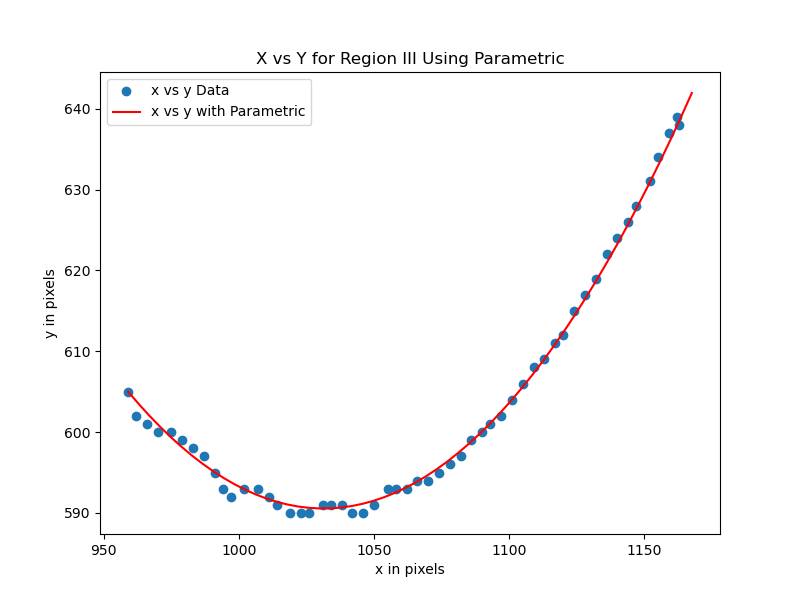 X vs Y for Region III Using Parametric
x vs y Data
x vs y with Parametric
640
630
620
610
600
590
y in pixels
950
1000
1050
1100
1150
x in pixels